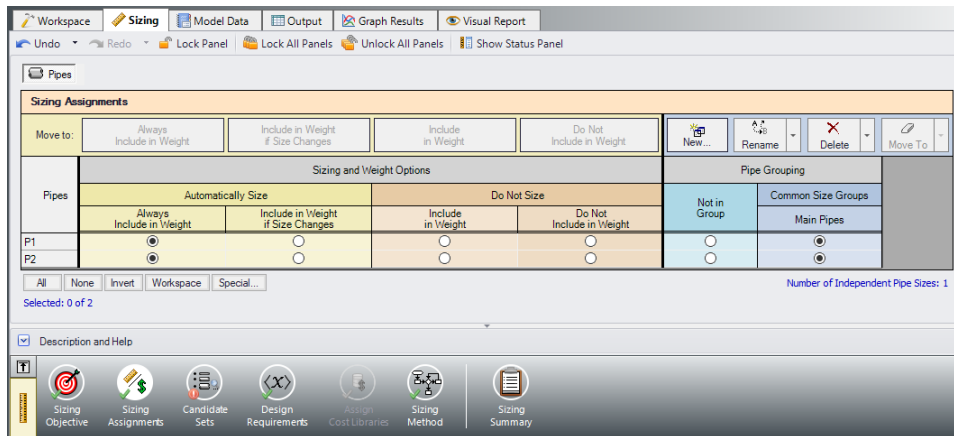 Workspace Sizing Model Data Output Graph Results Visual Report
Undo Redo Lock Panel Lock All Panels Unlock All Panels Show Status Panel
Pipes
Sizing Assignments
Move to:
Always
Include in Weight
Include in Weight
if Size Changes
Include
in Weight
Do Not
Include in Weight
New...
Rename
Delete
Move To
Pipes
Sizing and Weight Options
Pipe Grouping
Automatically Size
Do Not Size
Not in
Group
Common Size Groups
Always
Include in Weight
Include in Weight
if Size Changes
Include
in Weight
Do Not
Include in Weight
Main Pipes
P1
P2
All None Invert Workspace Special...
Number of Independent Pipe Sizes: 1
Selected: 0 of 2
Description and Help
Sizing
Objective
Sizing
Assignments
Candidate
Sets
Design
Requirements
Assign
Cost Libraries
Sizing
Method
Sizing
Summary